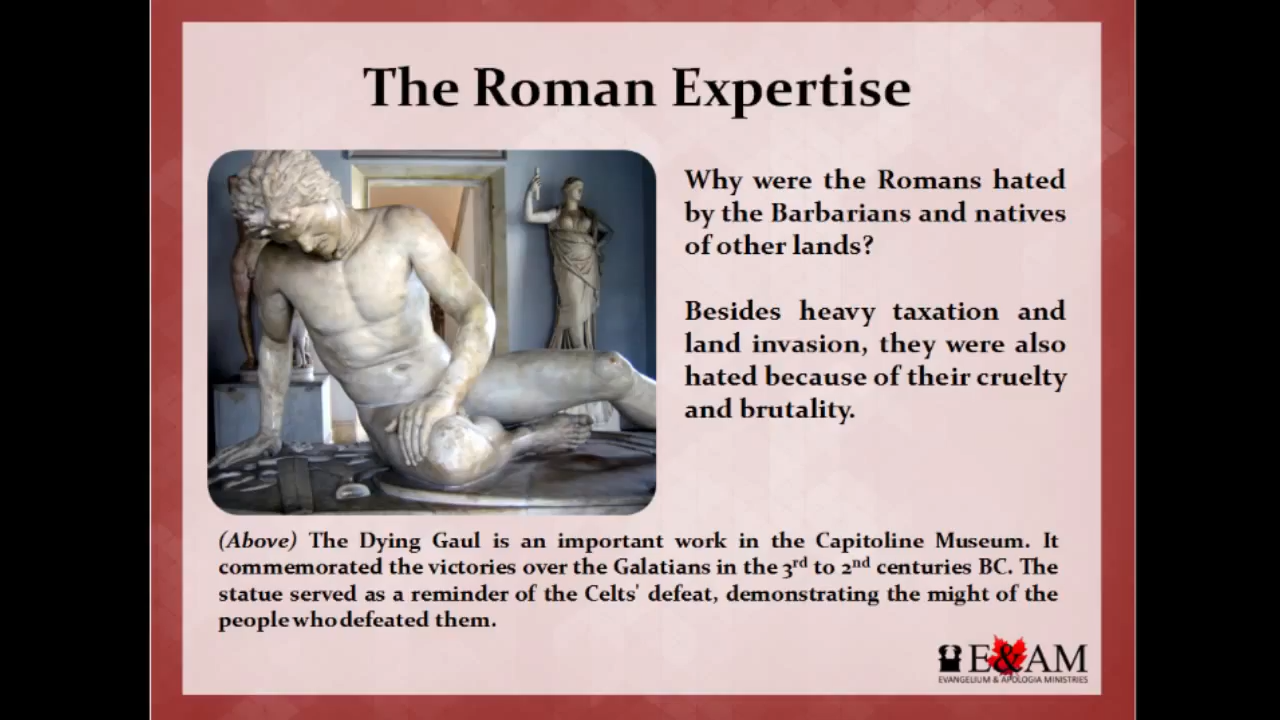 The Roman Expertise
Why were the Romans hated
by the Barbarians and natives
of other lands?
Besides heavy taxation and
land invasion, they were also
hated because of their cruelty
and brutality.
(Above) The Dying Gaul is an important work in the Capitoline Museum. It
commemorated the victories over the Galatians in the 3rd to 2nd centuries BC. The
statue served as a reminder of the Celts' defeat, demonstrating the might of the
people who defeated them.
E&AM
EVANGELIUM & APOLOGIA MINISTRIES